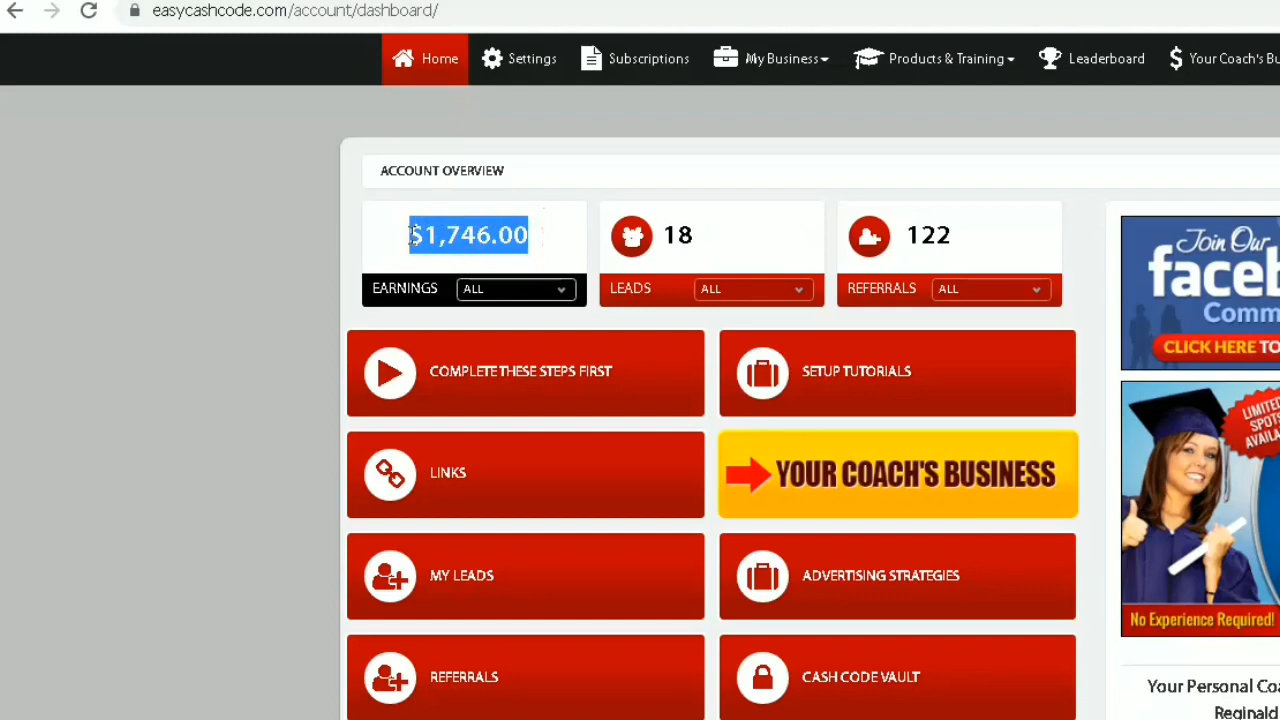 easycashcode.com/account/dashboard/
Home Settings Subscriptions My Business Products & Training Leaderboard $ Your Coach's Bu
ACCOUNT OVERVIEW
$1,746.00 18 122
EARNINGS ALL LEADS ALL REFERRALS ALL
COMPLETE THESE STEPS FIRST SETUP TUTORIALS
LINKS YOUR COACH'S BUSINESS
MY LEADS ADVERTISING STRATEGIES
REFERRALS CASH CODE VAULT
Join Our
faceb
Comm
CLICK HERE TO
LIMITED
SPOTS
AVAILA
No Experience Required!
Your Personal Coa
Reginald